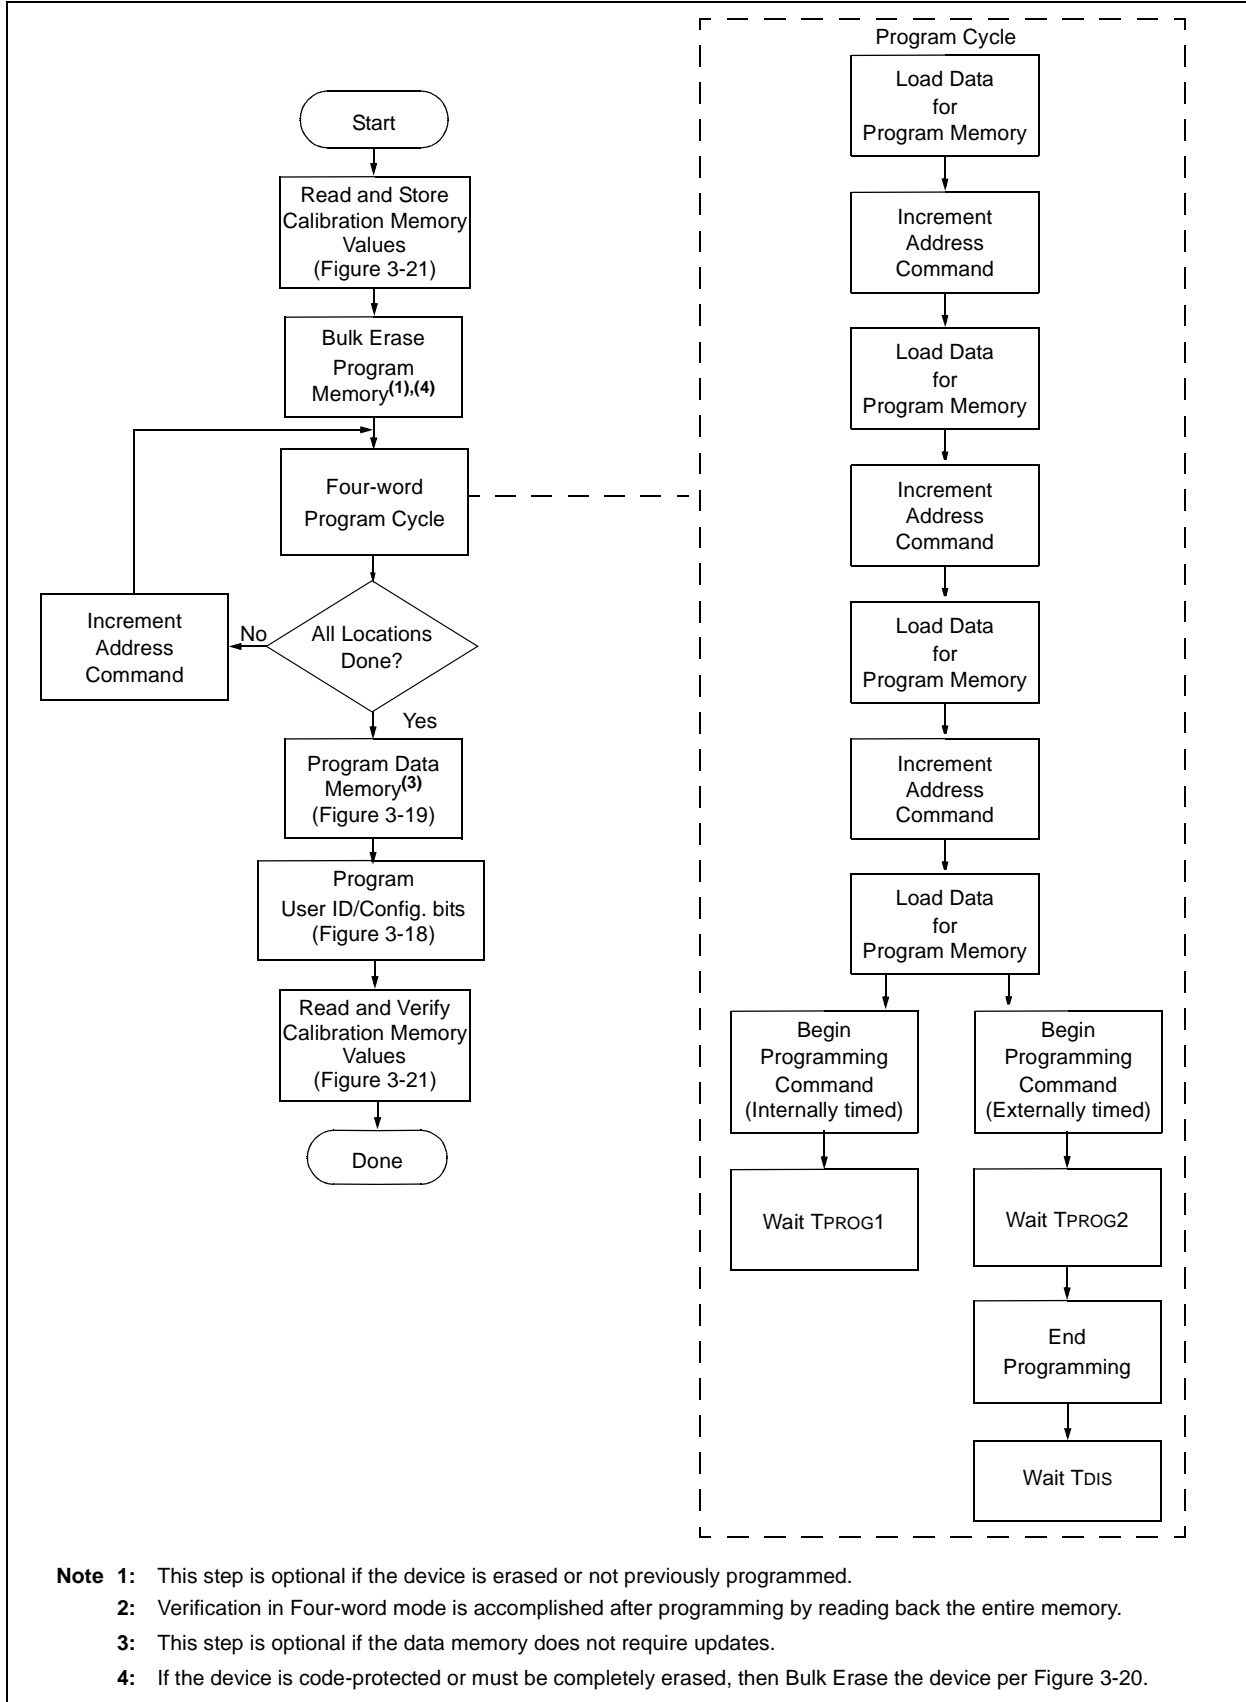 Start
Read and Store
Calibration Memory
Values
(Figure 3-21)
Bulk Erase
Program
Memory(1),(4)
Four-word
Program Cycle
Increment
Address
Command
No
All Locations
Done?
Yes
Program Data
Memory(3)
(Figure 3-19)
Program
User ID/Config. bits
(Figure 3-18)
Read and Verify
Calibration Memory
Values
(Figure 3-21)
Done
Program Cycle
Load Data
for
Program Memory
Increment
Address
Command
Load Data
for
Program Memory
Increment
Address
Command
Load Data
for
Program Memory
Increment
Address
Command
Load Data
for
Program Memory
Begin
Programming
Command
(Internally timed)
Wait TPROG1
Begin
Programming
Command
(Externally timed)
Wait TPROG2
End
Programming
Wait TDIS
Note 1: This step is optional if the device is erased or not previously programmed.
2: Verification in Four-word mode is accomplished after programming by reading back the entire memory.
3: This step is optional if the data memory does not require updates.
4: If the device is code-protected or must be completely erased, then Bulk Erase the device per Figure 3-20.